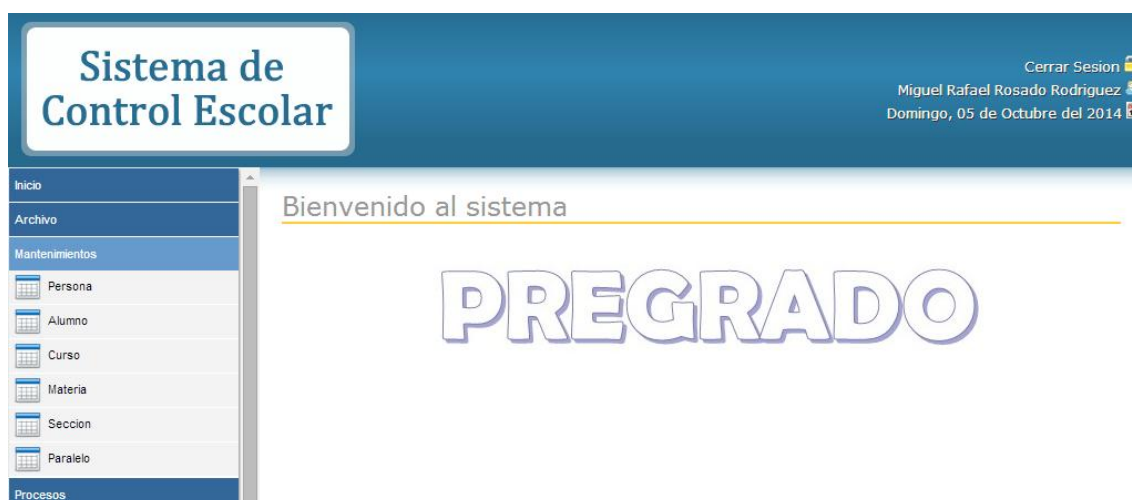 Sistema de
Control Escolar
Cerrar Sesion
Miguel Rafael Rosado Rodriguez
Domingo, 05 de Octubre del 2014
Inicio
Archivo
Mantenimientos
Persona
Alumno
Curso
Materia
Seccion
Paralelo
Procesos
Bienvenido al sistema
PREGRADO